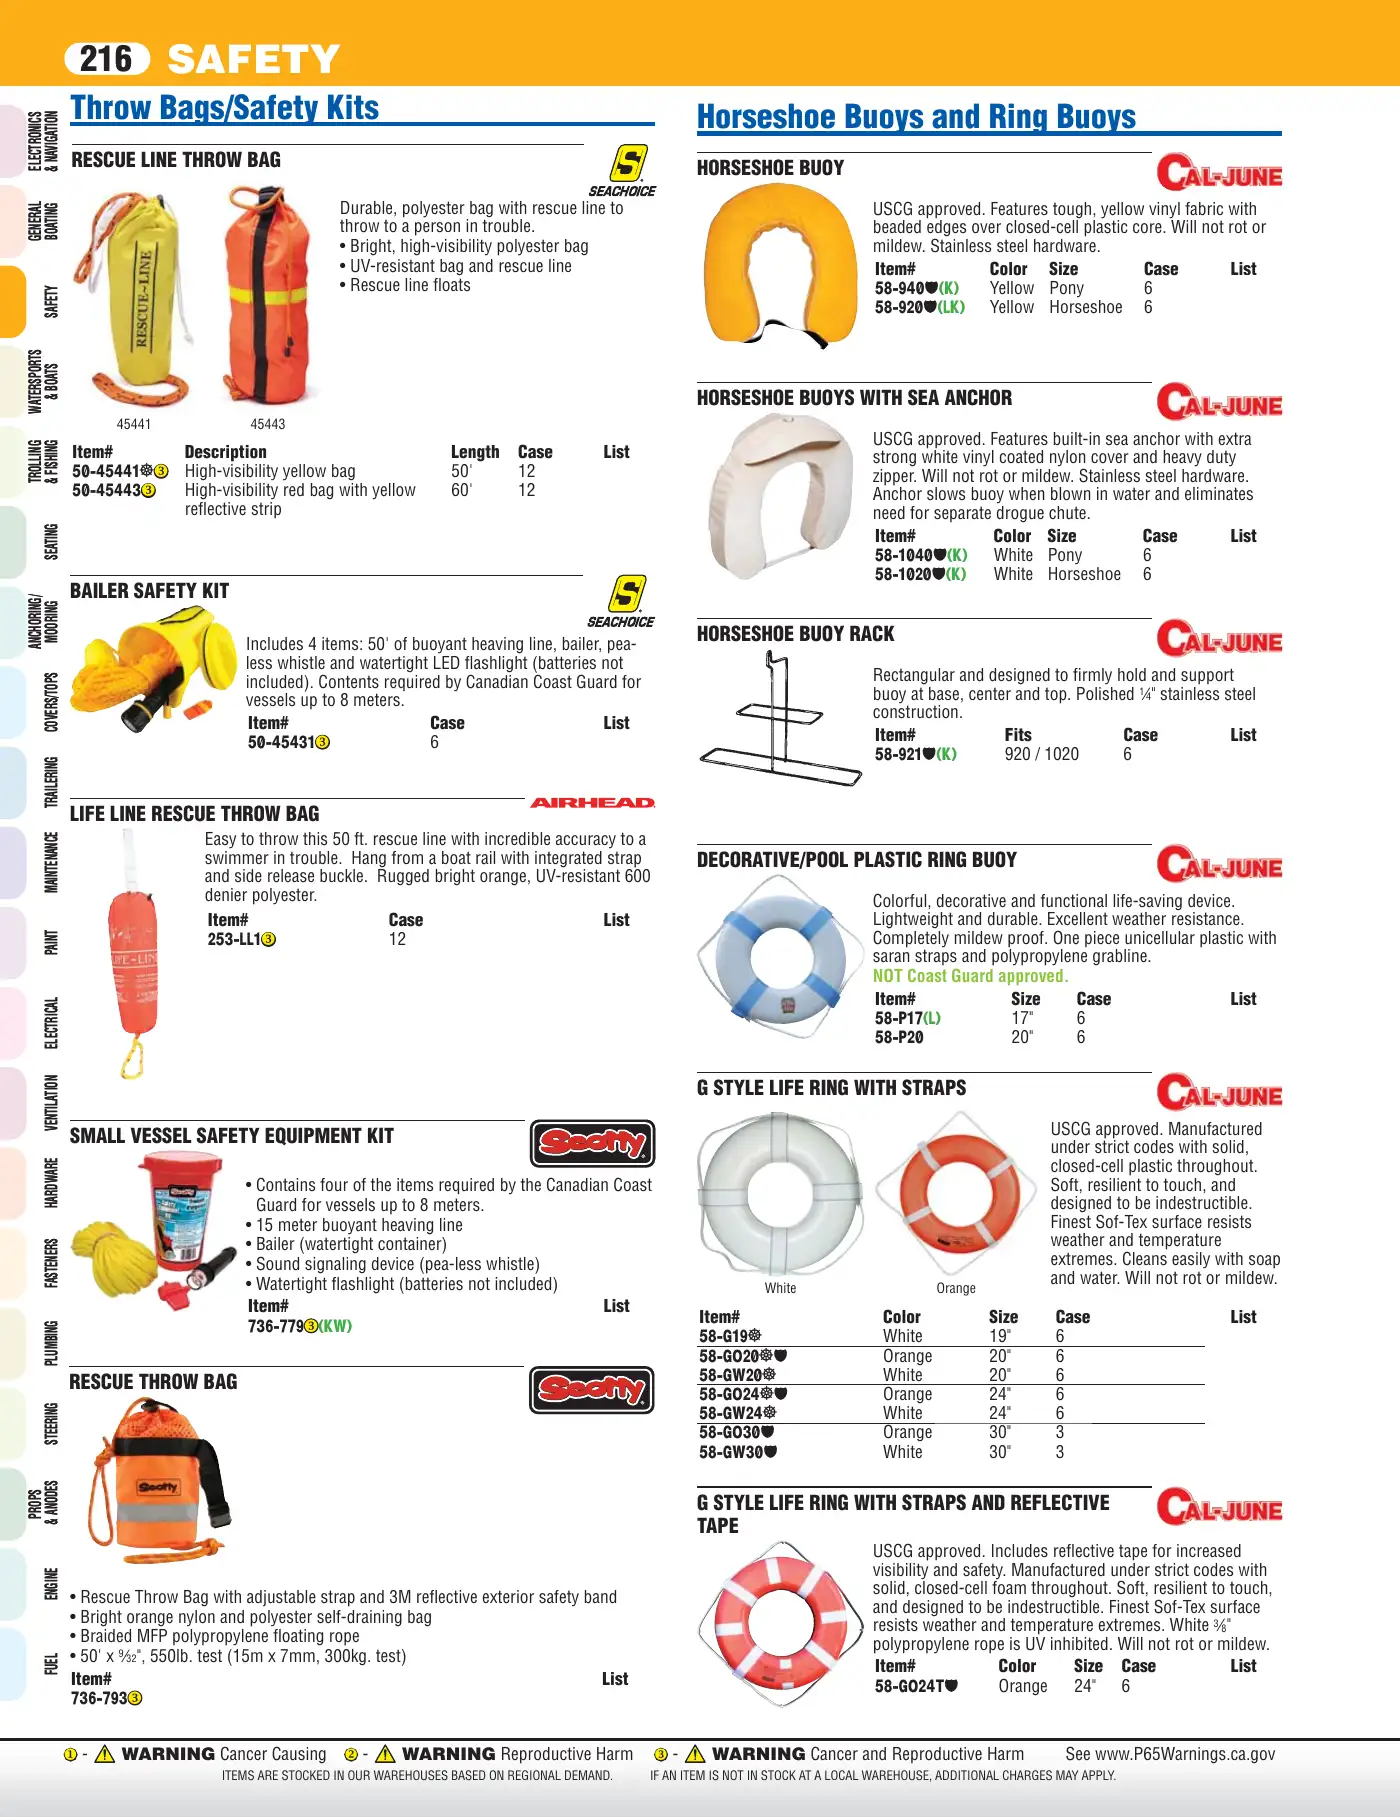 216 SAFETY
ELECTRONICS
& NAVIGATION
GENERAL
BOATING
SAFETY
WATERSPORTS
& BOATS
TROLLING
& FISHING
SEATING
ANCHORING/
MOORING
COVERS/TOPS
TRAILERING
MAINTENANCE
PAINT
ELECTRICAL
VENTILATION
HARDWARE
FASTENERS
PLUMBING
STEERING
PROPS
& ANODES
ENGINE
FUEL
Throw Bags/Safety Kits
RESCUE LINE THROW BAG
S
SEACHOICE
RESCUE-LINE
Durable, polyester bag with rescue line to
throw to a person in trouble.
• Bright, high-visibility polyester bag
• UV-resistant bag and rescue line
• Rescue line floats
45441 45443
Item# Description Length Case List
50-45441☸3 High-visibility yellow bag 50' 12
50-45443 3 High-visibility red bag with yellow 60' 12
reflective strip
BAILER SAFETY KIT
S
SEACHOICE
Includes 4 items: 50' of buoyant heaving line, bailer, pea-
less whistle and watertight LED flashlight (batteries not
included). Contents required by Canadian Coast Guard for
vessels up to 8 meters.
Item# Case List
50-45431 3 6
LIFE LINE RESCUE THROW BAG
AIRHEAD
Easy to throw this 50 ft. rescue line with incredible accuracy to a
swimmer in trouble. Hang from a boat rail with integrated strap
and side release buckle. Rugged bright orange, UV-resistant 600
denier polyester.
Item# Case List
253-LL1 3 12
SMALL VESSEL SAFETY EQUIPMENT KIT
Scotty
• Contains four of the items required by the Canadian Coast
Guard for vessels up to 8 meters.
• 15 meter buoyant heaving line
• Bailer (watertight container)
• Sound signaling device (pea-less whistle)
• Watertight flashlight (batteries not included)
Item# List
736-779 3 (KW)
RESCUE THROW BAG
Scotty
Scotty
• Rescue Throw Bag with adjustable strap and 3M reflective exterior safety band
• Bright orange nylon and polyester self-draining bag
• Braided MFP polypropylene floating rope
• 50' x 9⁄32", 550lb. test (15m x 7mm, 300kg. test)
Item# List
736-793 3
Horseshoe Buoys and Ring Buoys
HORSESHOE BUOY
CAL-JUNE
USCG approved. Features tough, yellow vinyl fabric with
beaded edges over closed-cell plastic core. Will not rot or
mildew. Stainless steel hardware.
Item# Color Size Case List
58-940(K) Yellow Pony 6
58-920(LK) Yellow Horseshoe 6
HORSESHOE BUOYS WITH SEA ANCHOR
CAL-JUNE
USCG approved. Features built-in sea anchor with extra
strong white vinyl coated nylon cover and heavy duty
zipper. Will not rot or mildew. Stainless steel hardware.
Anchor slows buoy when blown in water and eliminates
need for separate drogue chute.
Item# Color Size Case List
58-1040(K) White Pony 6
58-1020(K) White Horseshoe 6
HORSESHOE BUOY RACK
CAL-JUNE
Rectangular and designed to firmly hold and support
buoy at base, center and top. Polished ¼" stainless steel
construction.
Item# Fits Case List
58-921(K) 920 / 1020 6
DECORATIVE/POOL PLASTIC RING BUOY
CAL-JUNE
Colorful, decorative and functional life-saving device.
Lightweight and durable. Excellent weather resistance.
Completely mildew proof. One piece unicellular plastic with
saran straps and polypropylene grabline.
NOT Coast Guard approved.
Item# Size Case List
58-P17(L) 17" 6
58-P20 20" 6
G STYLE LIFE RING WITH STRAPS
CAL-JUNE
USCG approved. Manufactured
under strict codes with solid,
closed-cell plastic throughout.
Soft, resilient to touch, and
designed to be indestructible.
Finest Sof-Tex surface resists
weather and temperature
extremes. Cleans easily with soap
and water. Will not rot or mildew.
White Orange
Item# Color Size Case List
58-G19☸ White 19" 6
58-GO20☸ Orange 20" 6
58-GW20☸ White 20" 6
58-GO24☸ Orange 24" 6
58-GW24☸ White 24" 6
58-GO30 Orange 30" 3
58-GW30 White 30" 3
G STYLE LIFE RING WITH STRAPS AND REFLECTIVE
TAPE
CAL-JUNE
USCG approved. Includes reflective tape for increased
visibility and safety. Manufactured under strict codes with
solid, closed-cell foam throughout. Soft, resilient to touch,
and designed to be indestructible. Finest Sof-Tex surface
resists weather and temperature extremes. White ⅜"
polypropylene rope is UV inhibited. Will not rot or mildew.
Item# Color Size Case List
58-GO24T Orange 24" 6
1 - ⚠ WARNING Cancer Causing 2 - ⚠ WARNING Reproductive Harm 3 - ⚠ WARNING Cancer and Reproductive Harm See www.P65Warnings.ca.gov
ITEMS ARE STOCKED IN OUR WAREHOUSES BASED ON REGIONAL DEMAND. IF AN ITEM IS NOT IN STOCK AT A LOCAL WAREHOUSE, ADDITIONAL CHARGES MAY APPLY.